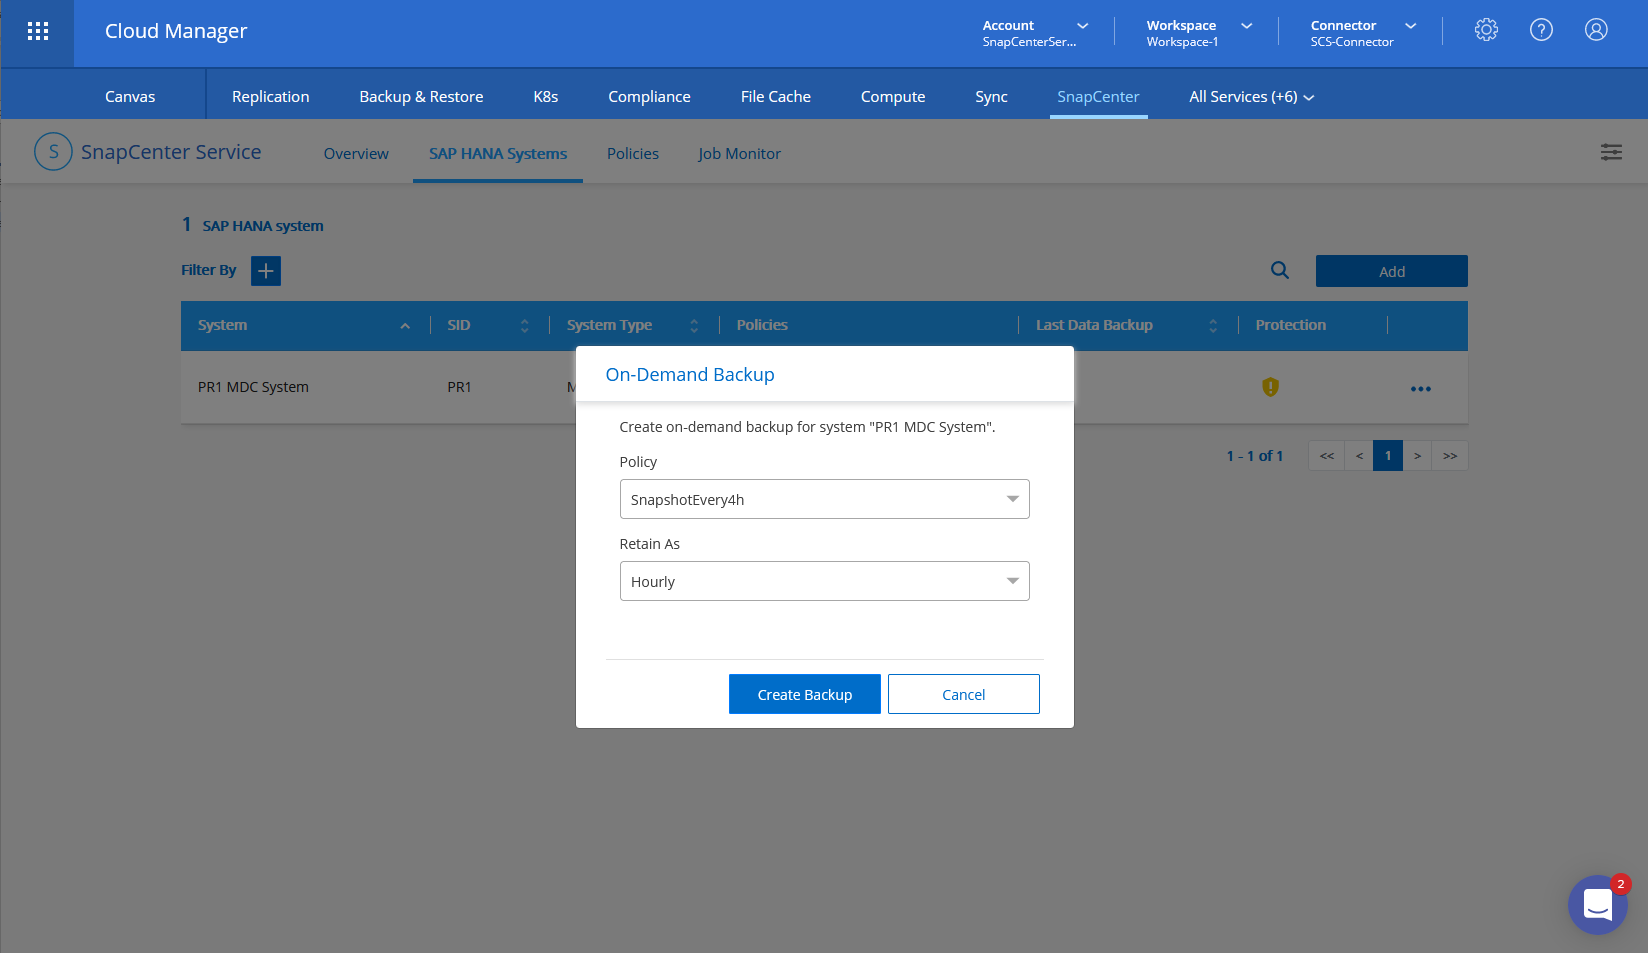 Cloud Manager
Account
SnapCenterSer...
Workspace
Workspace-1
Connector
SCS-Connector
Canvas
Replication
Backup & Restore
K8s
Compliance
File Cache
Compute
Sync
SnapCenter
All Services (+6)
S
SnapCenter Service
Overview
SAP HANA Systems
Policies
Job Monitor
1 SAP HANA system
Filter By
+
Add
System
SID
System Type
Policies
Last Data Backup
Protection
PR1 MDC System
PR1
M
On-Demand Backup
Create on-demand backup for system "PR1 MDC System".
Policy
SnapshotEvery4h
Retain As
Hourly
Create Backup
Cancel
1 - 1 of 1
<<
<
1
>
>>
2